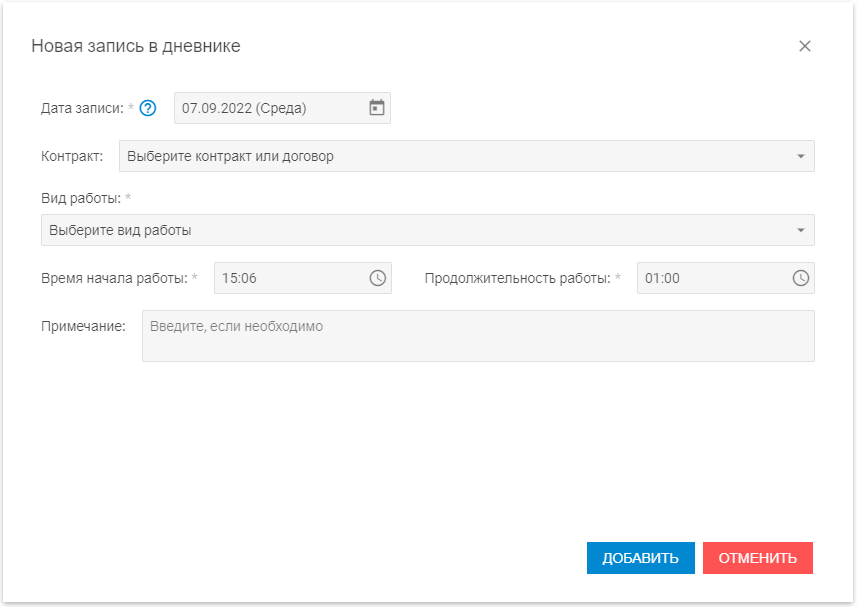 Новая запись в дневнике
Дата записи: * 07.09.2022 (Среда)
Контракт: Выберите контракт или договор
Вид работы: *
Выберите вид работы
Время начала работы: * 15:06 Продолжительность работы: * 01:00
Примечание: Введите, если необходимо
ДОБАВИТЬ ОТМЕНИТЬ